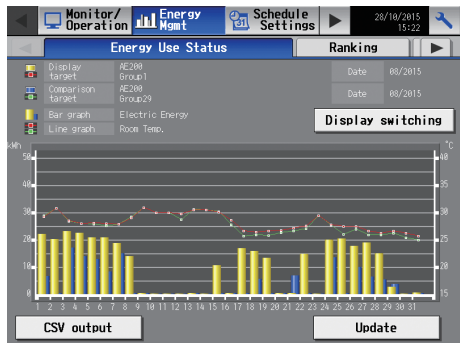 Monitor/ Operation
Energy Mgmt
Schedule Settings
28/10/2015
15:22
Energy Use Status
Ranking
Display target
AE200
Group1
Date 08/2015
Comparison target
AE200
Group29
Date 08/2015
Bar graph Electric Energy
Line graph Room Temp.
Display switching
kWh
°C
50 40
40 35
30 30
20 25
10 20
0 15
1 2 3 4 5 6 7 8 9 10 11 12 13 14 15 16 17 18 19 20 21 22 23 24 25 26 27 28 29 30 31
CSV output
Update